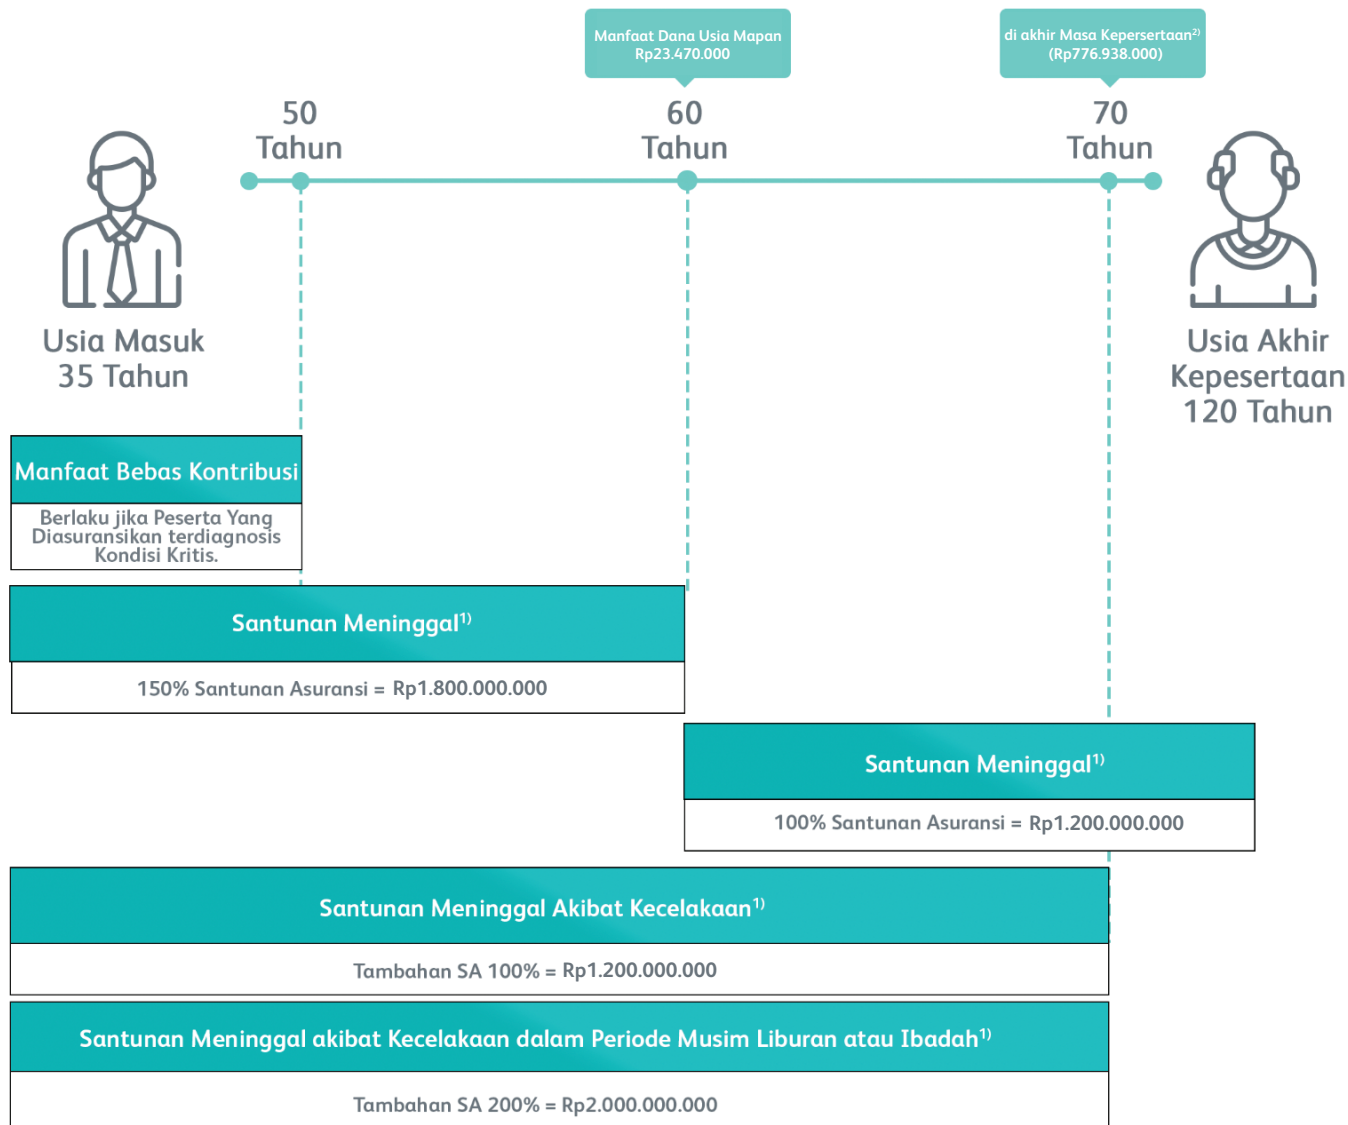 Manfaat Dana Usia Mapan
Rp23.470.000
di akhir Masa Kepersertaan²⁾
(Rp776.938.000)
50
Tahun
60
Tahun
70
Tahun
Usia Masuk
35 Tahun
Usia Akhir
Kepesertaan
120 Tahun
Manfaat Bebas Kontribusi
Berlaku jika Peserta Yang
Diasuransikan terdiagnosis
Kondisi Kritis.
Santunan Meninggal¹⁾
150% Santunan Asuransi = Rp1.800.000.000
Santunan Meninggal¹⁾
100% Santunan Asuransi = Rp1.200.000.000
Santunan Meninggal Akibat Kecelakaan¹⁾
Tambahan SA 100% = Rp1.200.000.000
Santunan Meninggal akibat Kecelakaan dalam Periode Musim Liburan atau Ibadah¹⁾
Tambahan SA 200% = Rp2.000.000.000